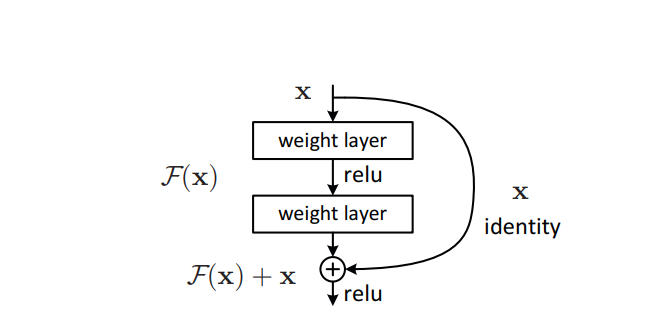 x
weight layer
relu
F(x)
x
weight layer
identity
F(x) + x
+
relu